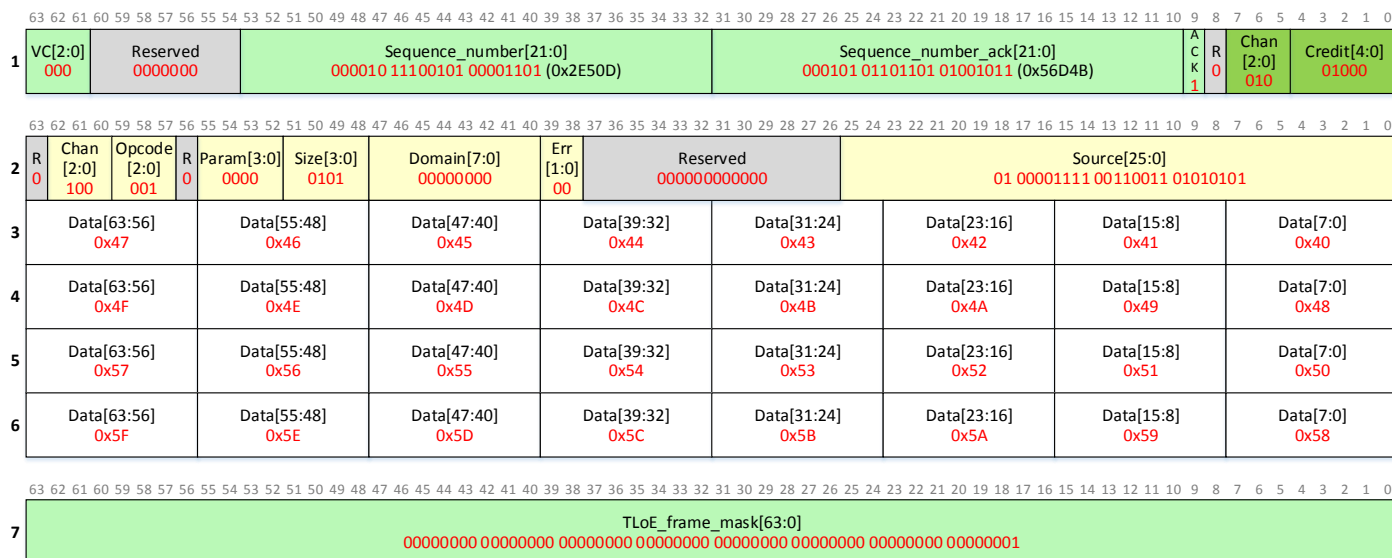 63 62 61 60 59 58 57 56 55 54 53 52 51 50 49 48 47 46 45 44 43 42 41 40 39 38 37 36 35 34 33 32 31 30 29 28 27 26 25 24 23 22 21 20 19 18 17 16 15 14 13 12 11 10 9 8 7 6 5 4 3 2 1 0
1
VC[2:0]
000
Reserved
0000000
Sequence_number[21:0]
000010 11100101 00001101 (0x2E50D)
Sequence_number_ack[21:0]
000101 01101101 01001011 (0x56D4B)
A
C
K
1
R
0
Chan
[2:0]
010
Credit[4:0]
01000
63 62 61 60 59 58 57 56 55 54 53 52 51 50 49 48 47 46 45 44 43 42 41 40 39 38 37 36 35 34 33 32 31 30 29 28 27 26 25 24 23 22 21 20 19 18 17 16 15 14 13 12 11 10 9 8 7 6 5 4 3 2 1 0
2
R
0
Chan
[2:0]
100
Opcode
[2:0]
001
R
0
Param[3:0]
0000
Size[3:0]
0101
Domain[7:0]
00000000
Err
[1:0]
00
Reserved
000000000000
Source[25:0]
01 00001111 00110011 01010101
3
Data[63:56] Data[55:48] Data[47:40] Data[39:32] Data[31:24] Data[23:16] Data[15:8] Data[7:0]
0x47 0x46 0x45 0x44 0x43 0x42 0x41 0x40
4
Data[63:56] Data[55:48] Data[47:40] Data[39:32] Data[31:24] Data[23:16] Data[15:8] Data[7:0]
0x4F 0x4E 0x4D 0x4C 0x4B 0x4A 0x49 0x48
5
Data[63:56] Data[55:48] Data[47:40] Data[39:32] Data[31:24] Data[23:16] Data[15:8] Data[7:0]
0x57 0x56 0x55 0x54 0x53 0x52 0x51 0x50
6
Data[63:56] Data[55:48] Data[47:40] Data[39:32] Data[31:24] Data[23:16] Data[15:8] Data[7:0]
0x5F 0x5E 0x5D 0x5C 0x5B 0x5A 0x59 0x58
63 62 61 60 59 58 57 56 55 54 53 52 51 50 49 48 47 46 45 44 43 42 41 40 39 38 37 36 35 34 33 32 31 30 29 28 27 26 25 24 23 22 21 20 19 18 17 16 15 14 13 12 11 10 9 8 7 6 5 4 3 2 1 0
7
TLoE_frame_mask[63:0]
00000000 00000000 00000000 00000000 00000000 00000000 00000000 00000001